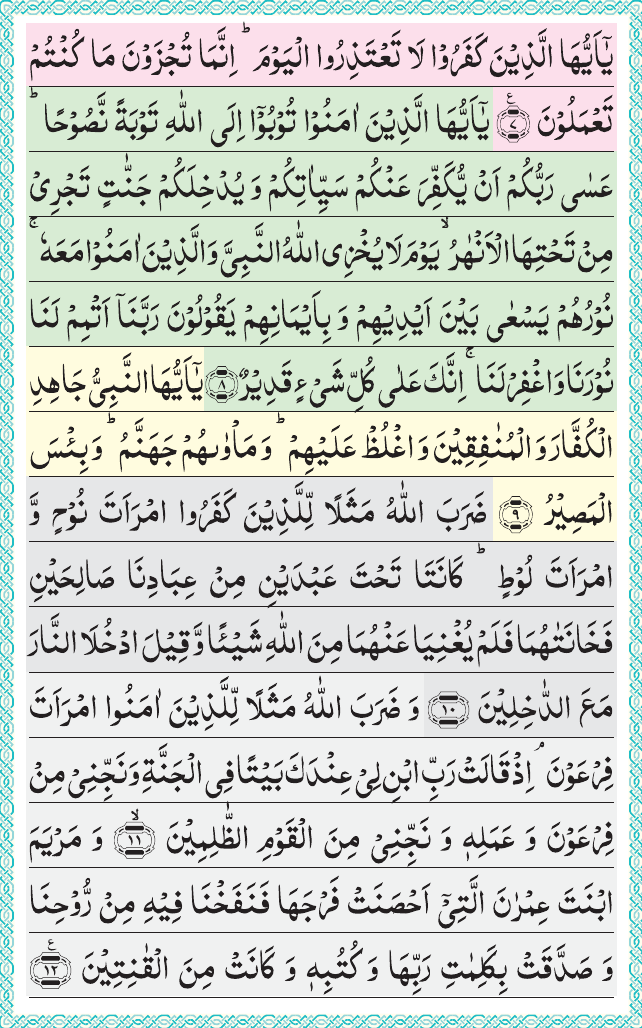 يٰۤاَيُّهَا الَّذِيْنَ كَفَرُوْا لَا تَعْتَذِرُوا الْيَوْمَ ؕ اِنَّمَا تُجْزَوْنَ مَا كُنْتُمْ
تَعْمَلُوْنَ ۧ‏﴿۷﴾ يٰۤاَيُّهَا الَّذِيْنَ اٰمَنُوْا تُوْبُوْۤا اِلَى اللّٰهِ تَوْبَةً نَّصُوْحًا ؕ
عَسٰى رَبُّكُمْ اَنْ يُّكَفِّرَ عَنْكُمْ سَيِّاٰتِكُمْ وَ يُدْخِلَكُمْ جَنّٰتٍ تَجْرِيْ
مِنْ تَحْتِهَا الْاَنْهٰرُ ۙ يَوْمَ لَا يُخْزِى اللّٰهُ النَّبِيَّ وَ الَّذِيْنَ اٰمَنُوْا مَعَهٗ ۚ
نُوْرُهُمْ يَسْعٰى بَيْنَ اَيْدِيْهِمْ وَ بِاَيْمَانِهِمْ يَقُوْلُوْنَ رَبَّنَاۤ اَتْمِمْ لَنَا
نُوْرَنَا وَ اغْفِرْ لَنَا ۚ اِنَّكَ عَلٰى كُلِّ شَيْءٍ قَدِيْرٌ ﴿۸﴾ يٰۤاَيُّهَا النَّبِيُّ جَاهِدِ
الْكُفَّارَ وَ الْمُنٰفِقِيْنَ وَ اغْلُظْ عَلَيْهِمْ ؕ وَ مَاْوٰىهُمْ جَهَنَّمُ ؕ وَ بِئْسَ
الْمَصِيْرُ ﴿۹﴾ ضَرَبَ اللّٰهُ مَثَلًا لِّلَّذِيْنَ كَفَرُوا امْرَاَتَ نُوْحٍ وَّ
امْرَاَتَ لُوْطٍ ؕ كَانَتَا تَحْتَ عَبْدَيْنِ مِنْ عِبَادِنَا صَالِحَيْنِ
فَخَانَتٰهُمَا فَلَمْ يُغْنِيَا عَنْهُمَا مِنَ اللّٰهِ شَيْـًٔا وَّ قِيْلَ ادْخُلَا النَّارَ
مَعَ الدّٰخِلِيْنَ ﴿۱۰﴾ وَ ضَرَبَ اللّٰهُ مَثَلًا لِّلَّذِيْنَ اٰمَنُوا امْرَاَتَ
فِرْعَوْنَ ۘ اِذْ قَالَتْ رَبِّ ابْنِ لِيْ عِنْدَكَ بَيْتًا فِي الْجَنَّةِ وَ نَجِّنِيْ مِنْ
فِرْعَوْنَ وَ عَمَلِهٖ وَ نَجِّنِيْ مِنَ الْقَوْمِ الظّٰلِمِيْنَ ۙ﴿۱۱﴾ وَ مَرْيَمَ
ابْنَتَ عِمْرٰنَ الَّتِيْۤ اَحْصَنَتْ فَرْجَهَا فَنَفَخْنَا فِيْهِ مِنْ رُّوْحِنَا
وَ صَدَّقَتْ بِكَلِمٰتِ رَبِّهَا وَ كُتُبِهٖ وَ كَانَتْ مِنَ الْقٰنِتِيْنَ ۧ‏﴿۱۲﴾